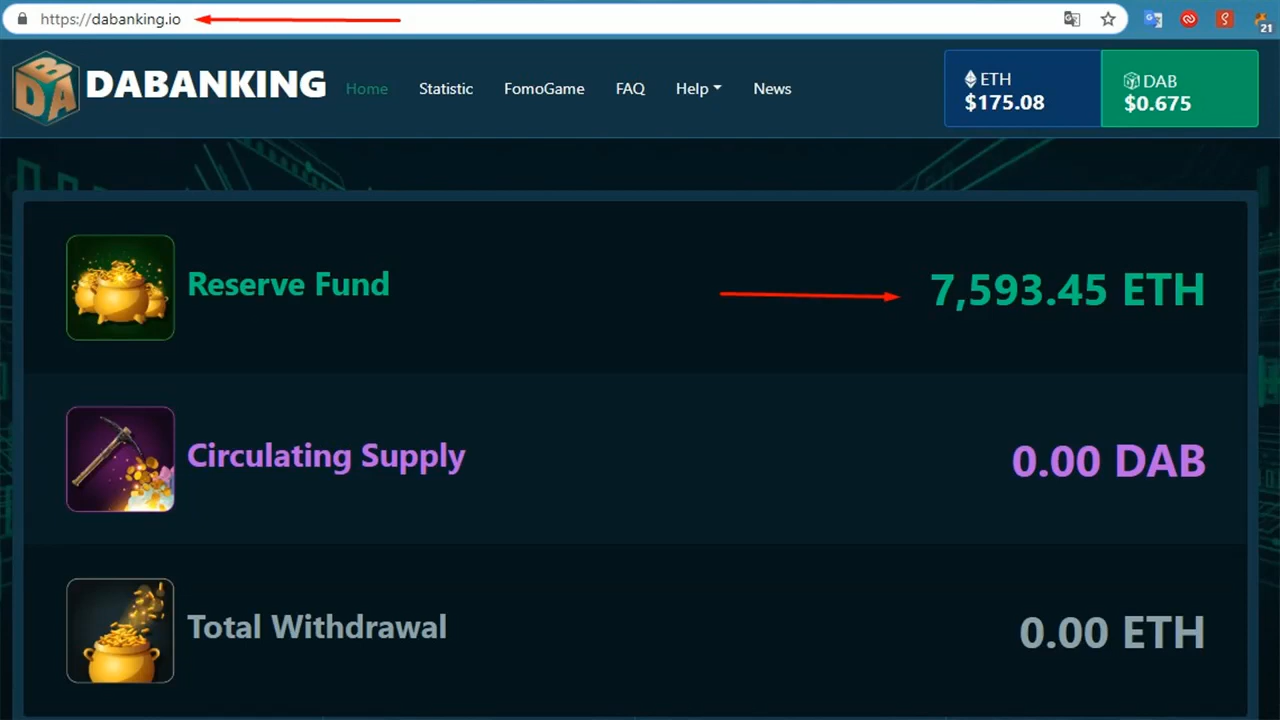 https://dabanking.io
21
DABANKING
Home
Statistic
FomoGame
FAQ
Help
News
ETH
$175.08
DAB
$0.675
Reserve Fund
7,593.45 ETH
Circulating Supply
0.00 DAB
Total Withdrawal
0.00 ETH